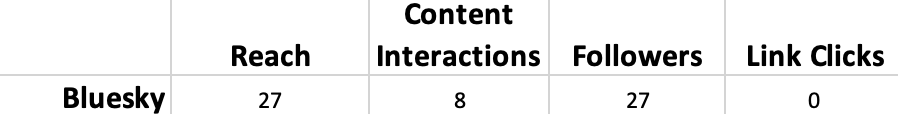 Content
Reach Interactions Followers Link Clicks
Bluesky 27 8 27 0